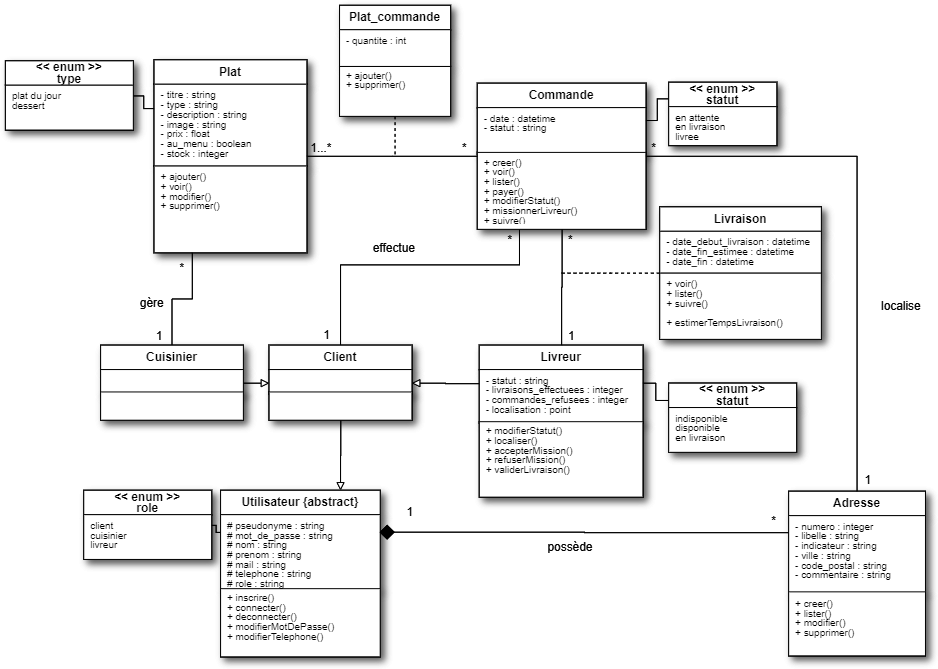 Plat_commande
- quantite : int
+ ajouter()
+ supprimer()
<< enum >>
type
plat du jour
dessert
Plat
- titre : string
- type : string
- description : string
- image : string
- prix : float
- au_menu : boolean
- stock : integer
+ ajouter()
+ voir()
+ modifier()
+ supprimer()
1...*
*
Commande
- date : datetime
- statut : string
+ creer()
+ voir()
+ lister()
+ payer()
+ modifierStatut()
+ missionnerLivreur()
+ suivre()
<< enum >>
statut
en attente
en livraison
livree
*
Livraison
- date_debut_livraison : datetime
- date_fin_estimee : datetime
- date_fin : datetime
+ voir()
+ lister()
+ suivre()
+ estimerTempsLivraison()
*
*
effectue
*
gère
localise
1
1
1
Cuisinier
Client
Livreur
- statut : string
- livraisons_effectuees : integer
- commandes_refusees : integer
- localisation : point
+ modifierStatut()
+ localiser()
+ accepterMission()
+ refuserMission()
+ validerLivraison()
<< enum >>
statut
indisponible
disponible
en livraison
1
<< enum >>
role
client
cuisinier
livreur
Utilisateur {abstract}
# pseudonyme : string
# mot_de_passe : string
# nom : string
# prenom : string
# mail : string
# telephone : string
# role : string
+ inscrire()
+ connecter()
+ deconnecter()
+ modifierMotDePasse()
+ modifierTelephone()
1
*
possède
Adresse
- numero : integer
- libelle : string
- indicateur : string
- ville : string
- code_postal : string
- commentaire : string
+ creer()
+ lister()
+ modifier()
+ supprimer()